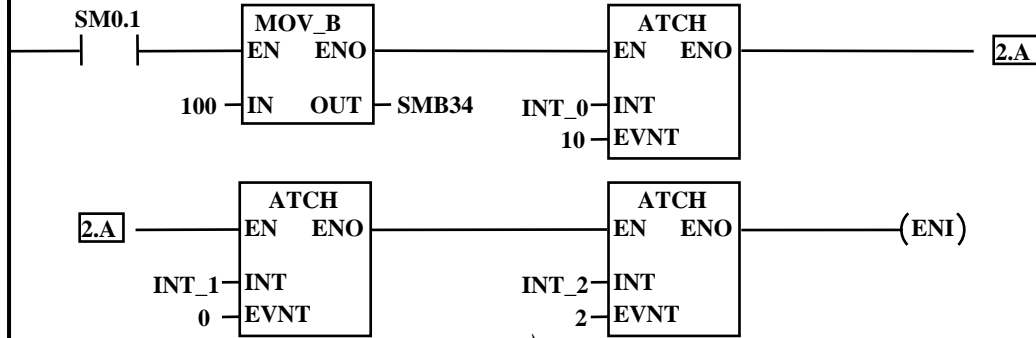 SM0.1
MOV_B
EN ENO
100 IN OUT SMB34
ATCH
EN ENO
INT_0 INT
10 EVNT
2.A
2.A
ATCH
EN ENO
INT_1 INT
0 EVNT
ATCH
EN ENO
INT_2 INT
2 EVNT
(ENI)